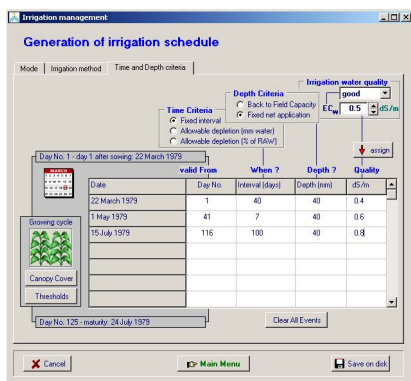 Irrigation management
Generation of irrigation schedule
Mode Irrigation method Time and Depth criteria
Irrigation water quality
good
ECw 0.5 dS/m
Depth Criteria
Back to Field Capacity
Fixed net application
Time Criteria
Fixed interval
Allowable depletion (mm water)
Allowable depletion (% of RAW)
assign
Day No. 1 - day 1 after sowing: 22 March 1979
MARCH
valid From When ? Depth ? Quality
Date Day No. Interval (days) Depth (mm) dS/m
22 March 1979 1 40 40 0.4
1 May 1979 41 7 40 0.6
15 July 1979 116 100 40 0.8
Growing cycle
Canopy Cover
Thresholds
Day No. 125 - maturity: 24 July 1979
Clear All Events
Cancel Main Menu Save on disk